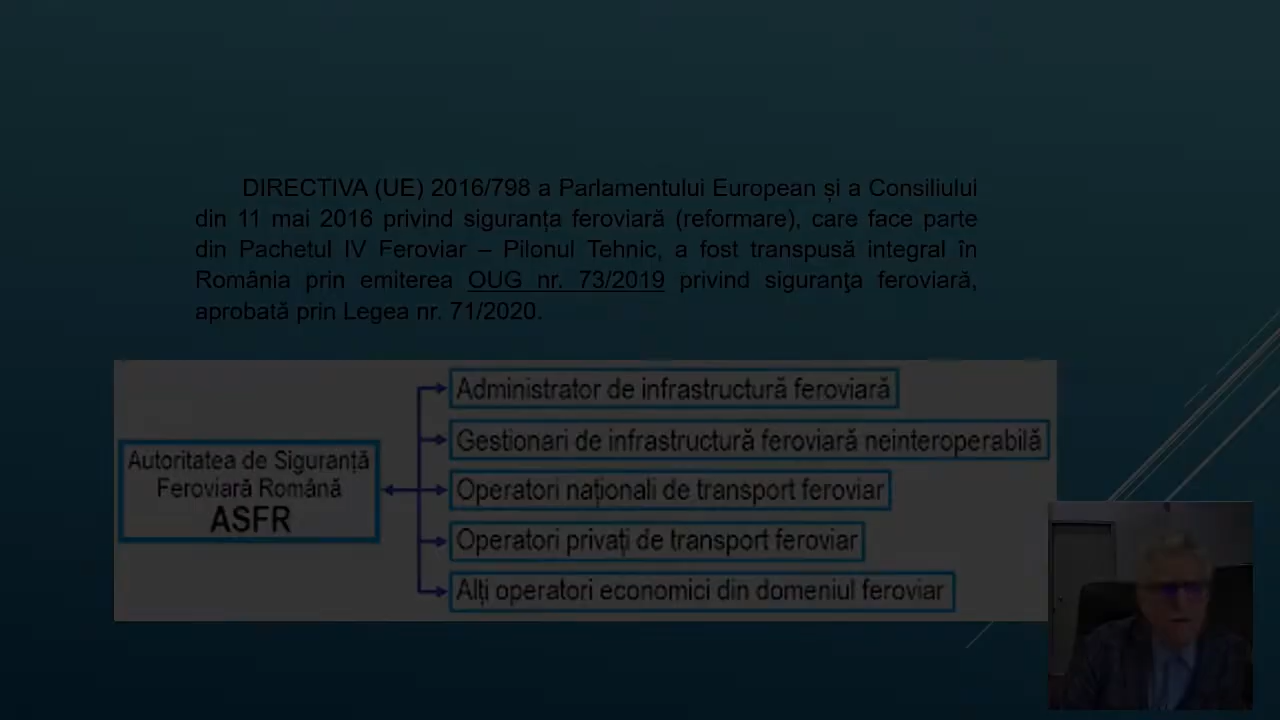 DIRECTIVA (UE) 2016/798 a Parlamentului European și a Consiliului
din 11 mai 2016 privind siguranța feroviară (reformare), care face parte
din Pachetul IV Feroviar – Pilonul Tehnic, a fost transpusă integral în
România prin emiterea OUG nr. 73/2019 privind siguranţa feroviară,
aprobată prin Legea nr. 71/2020.
Autoritatea de Siguranță
Feroviară Română
ASFR
Administrator de infrastructură feroviară
Gestionari de infrastructură feroviară neinteroperabilă
Operatori naţionali de transport feroviar
Operatori privaţi de transport feroviar
Alţi operatori economici din domeniul feroviar